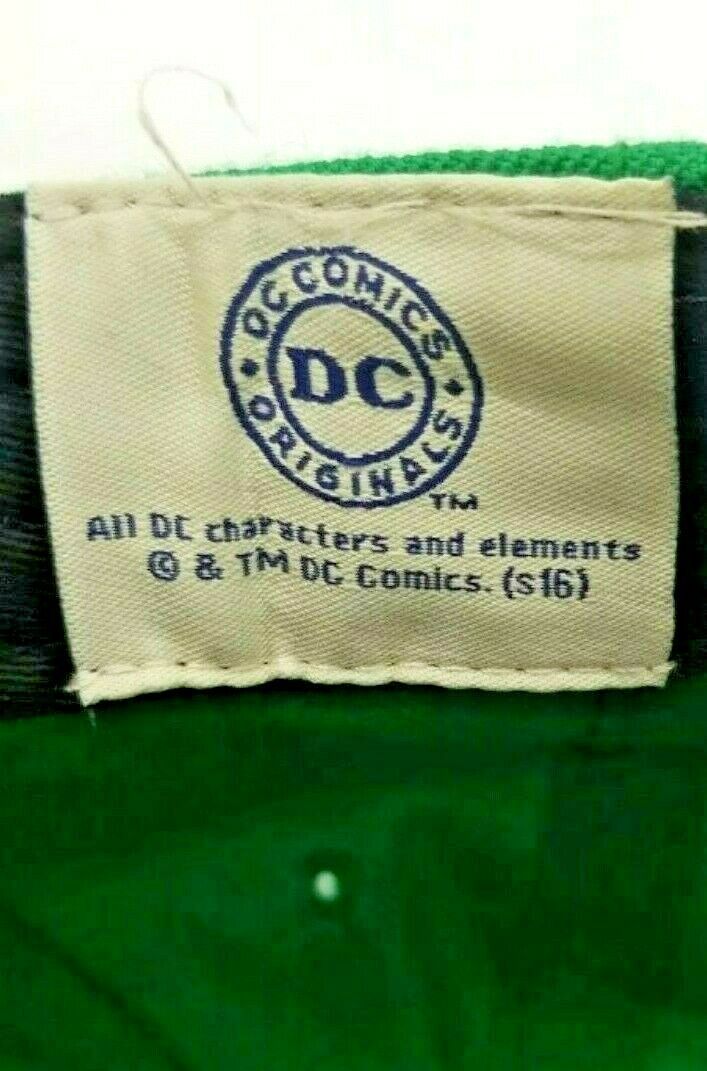 DC COMICS
DC
ORIGINALS
TM
All DC characters and elements
© & TM DC Comics. (s16)